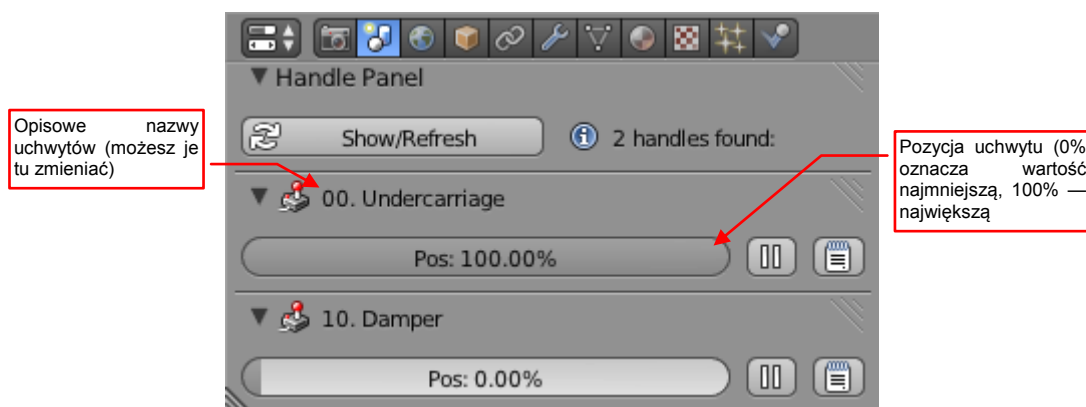 Handle Panel
Show/Refresh
2 handles found:
Opisowe nazwy
uchwytów (możesz je
tu zmieniać)
Pozycja uchwytu (0%
oznacza wartość
najmniejszą, 100% —
największą
00. Undercarriage
Pos: 100.00%
10. Damper
Pos: 0.00%